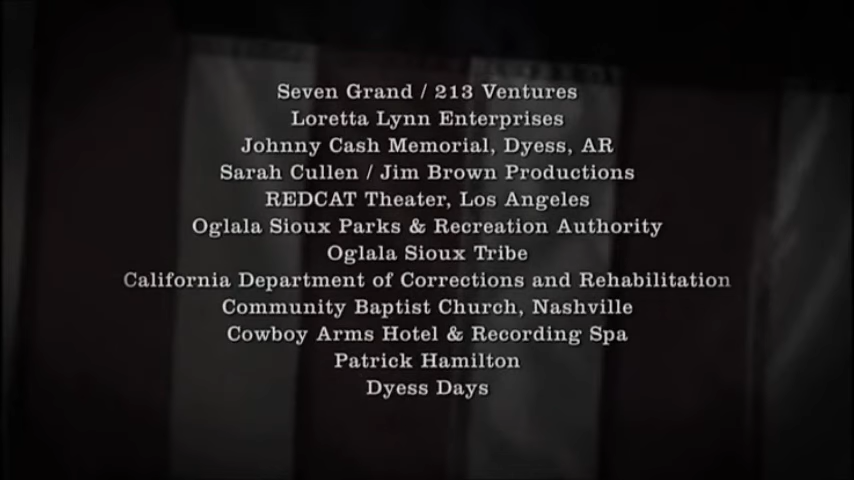 Seven Grand / 213 Ventures
Loretta Lynn Enterprises
Johnny Cash Memorial, Dyess, AR
Sarah Cullen / Jim Brown Productions
REDCAT Theater, Los Angeles
Oglala Sioux Parks & Recreation Authority
Oglala Sioux Tribe
California Department of Corrections and Rehabilitation
Community Baptist Church, Nashville
Cowboy Arms Hotel & Recording Spa
Patrick Hamilton
Dyess Days